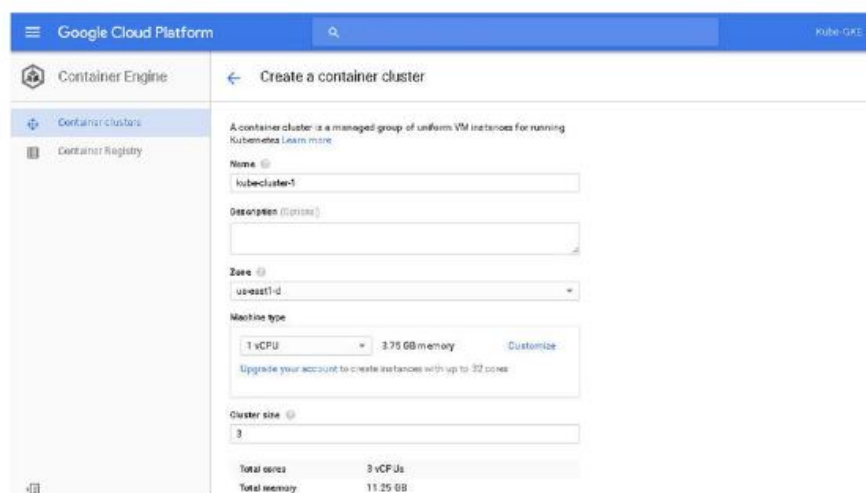 Google Cloud Platform
Kube-GKE
Container Engine
Create a container cluster
Container clusters
Container Registry
A container cluster is a managed group of uniform VM instances for running
Kubernetes Learn more
Name
kube-cluster-1
Description (Optional)
Zone
us-east1-d
Machine type
1 vCPU
3.75 GB memory
Customize
Upgrade your account to create instances with up to 32 cores
Cluster size
3
Total cores
3 vCPUs
Total memory
11.25 GB